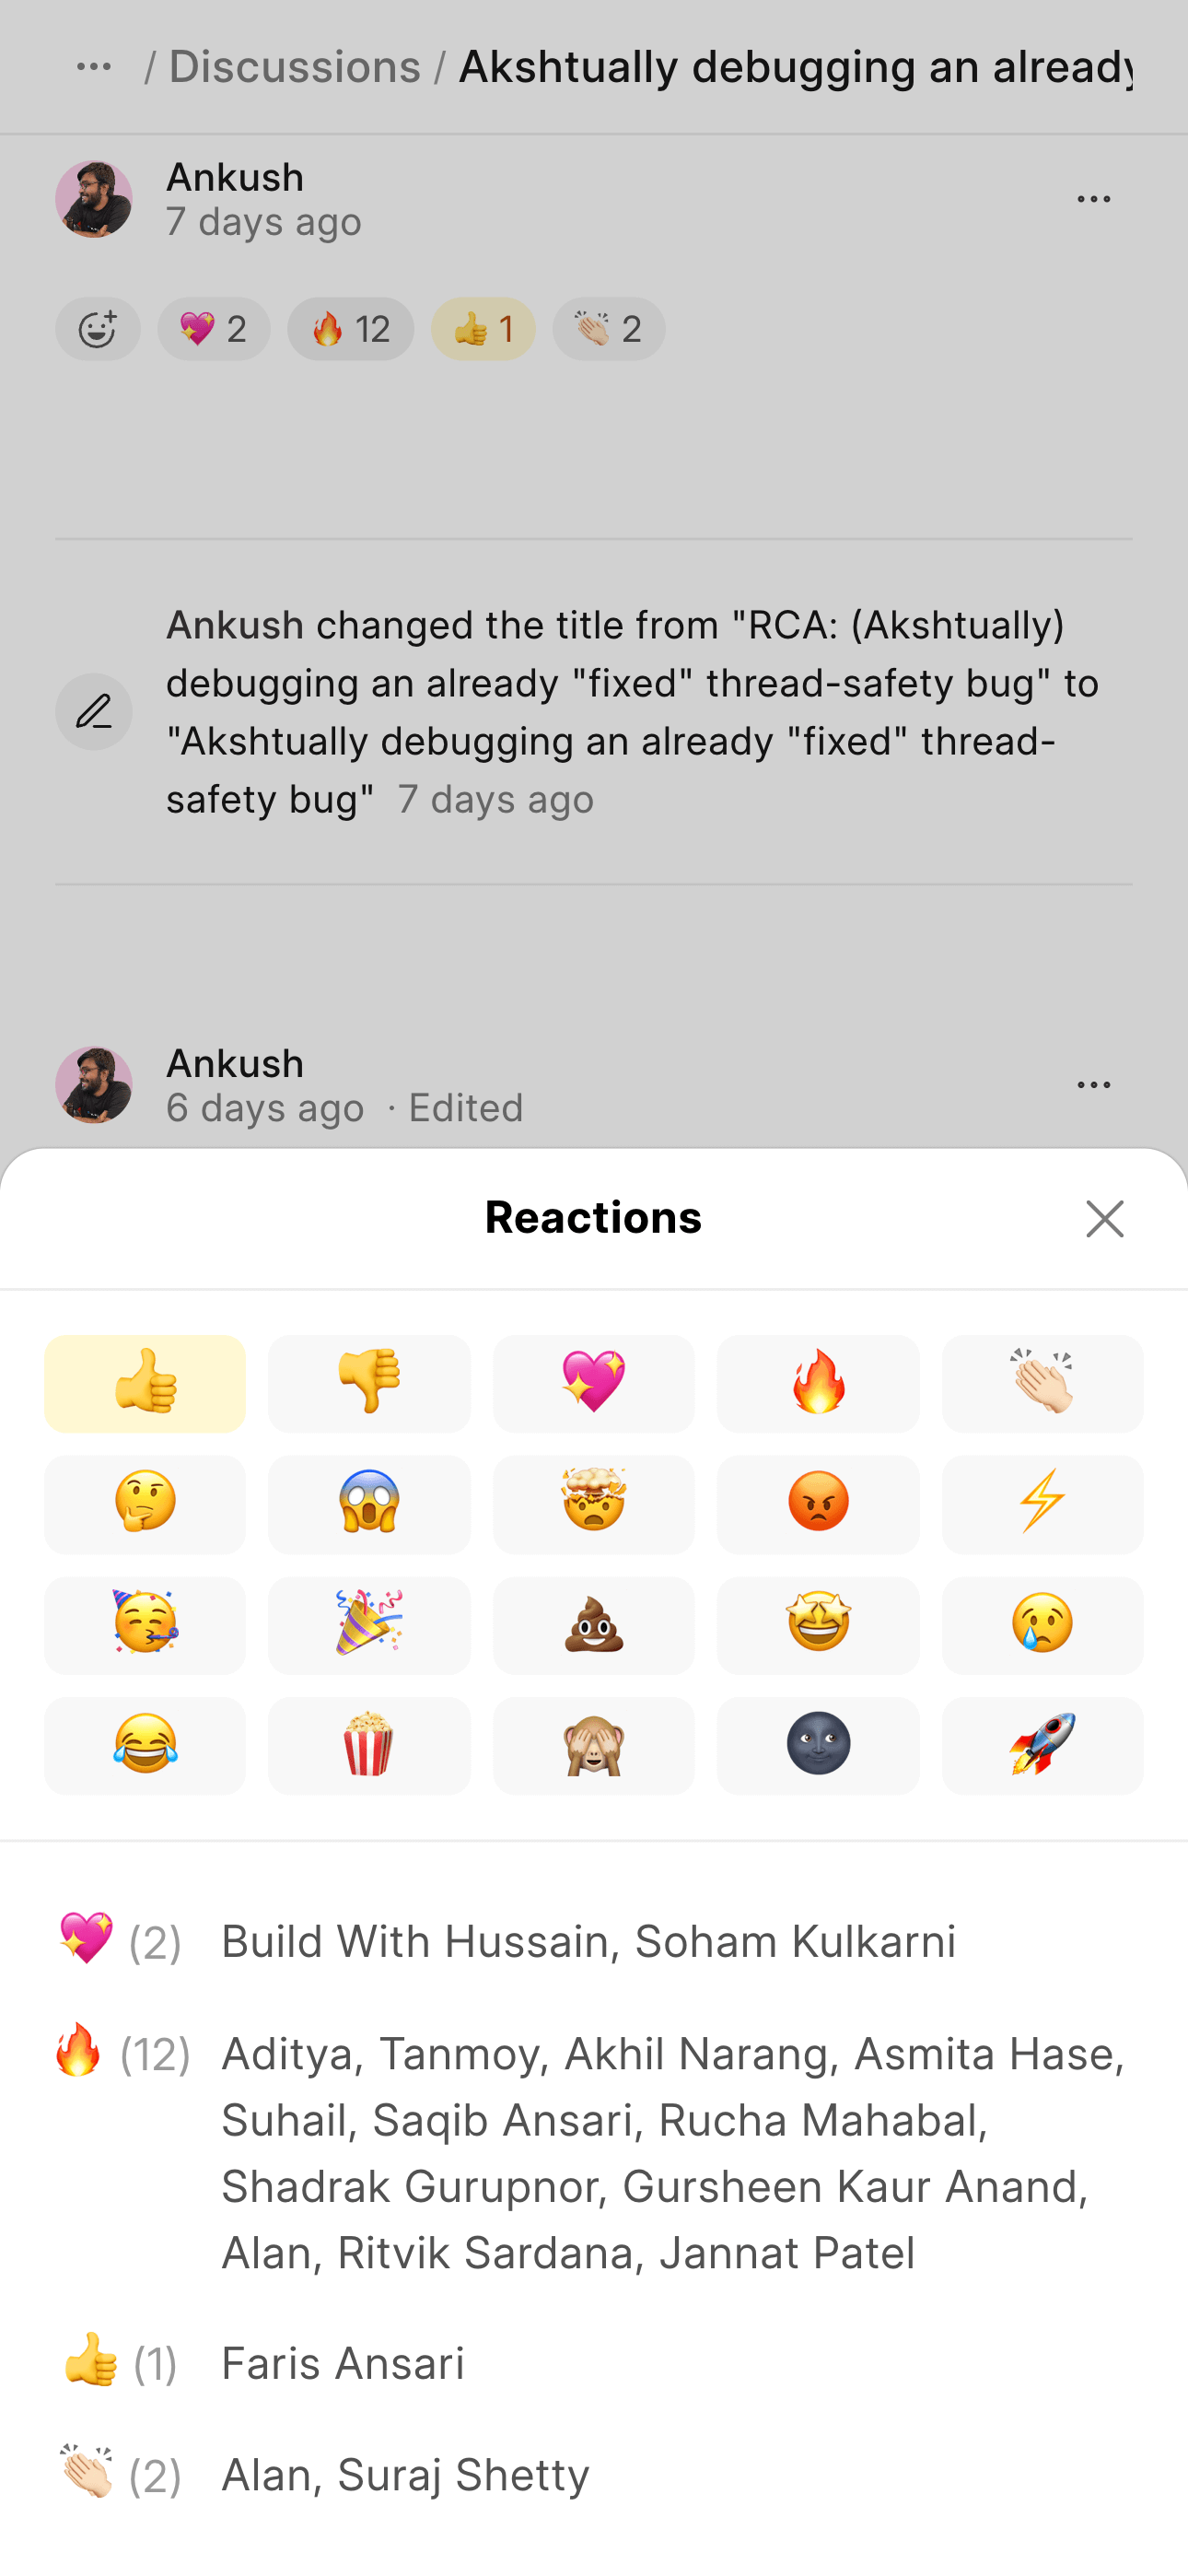 ... / Discussions / Akshtually debugging an already
Ankush
7 days ago
💖 2 🔥 12 👍 1 👏🏻 2
Ankush changed the title from "RCA: (Akshtually)
debugging an already "fixed" thread-safety bug" to
"Akshtually debugging an already "fixed" thread-
safety bug" 7 days ago
Ankush
6 days ago · Edited
Reactions
💖 (2) Build With Hussain, Soham Kulkarni
🔥 (12) Aditya, Tanmoy, Akhil Narang, Asmita Hase,
Suhail, Saqib Ansari, Rucha Mahabal,
Shadrak Gurupnor, Gursheen Kaur Anand,
Alan, Ritvik Sardana, Jannat Patel
👍 (1) Faris Ansari
👏🏻 (2) Alan, Suraj Shetty